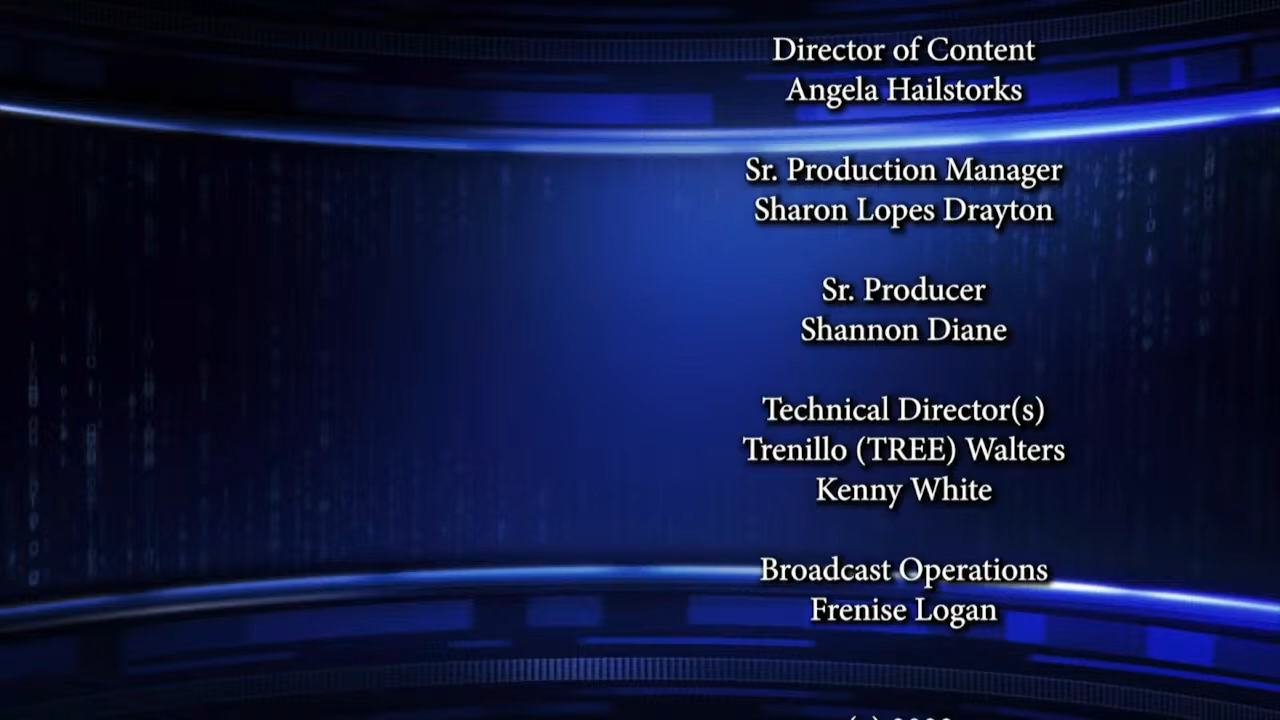 Director of Content
Angela Hailstorks
Sr. Production Manager
Sharon Lopes Drayton
Sr. Producer
Shannon Diane
Technical Director(s)
Trenillo (TREE) Walters
Kenny White
Broadcast Operations
Frenise Logan